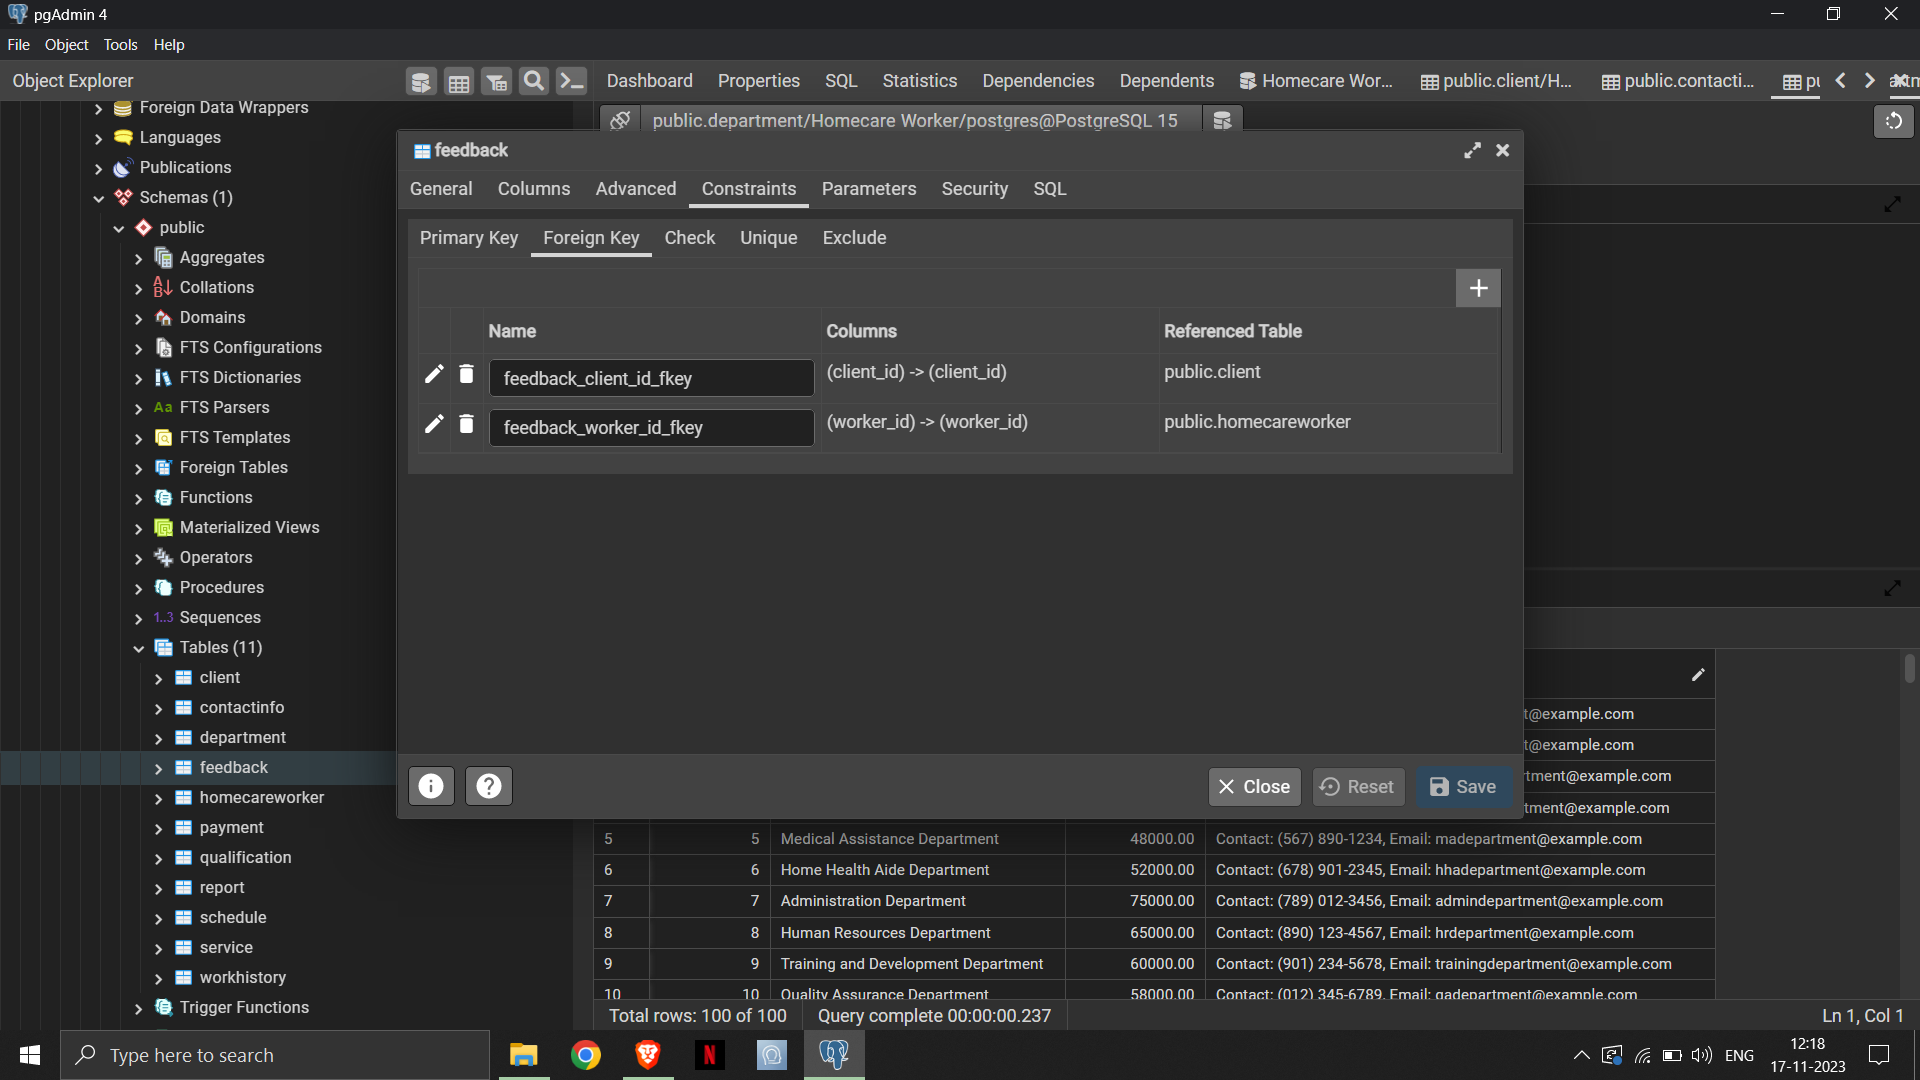 pgAdmin 4
File Object Tools Help
Object Explorer
Dashboard Properties SQL Statistics Dependencies Dependents Homecare Wor... public.client/H... public.contacti...
public.department/Homecare Worker/postgres@PostgreSQL 15
Foreign Data Wrappers
Languages
Publications
Schemas (1)
public
Aggregates
Collations
Domains
FTS Configurations
FTS Dictionaries
Aa FTS Parsers
FTS Templates
Foreign Tables
Functions
Materialized Views
Operators
Procedures
1..3 Sequences
Tables (11)
client
contactinfo
department
feedback
homecareworker
payment
qualification
report
schedule
service
workhistory
Trigger Functions
feedback
General Columns Advanced Constraints Parameters Security SQL
Primary Key Foreign Key Check Unique Exclude
Name Columns Referenced Table
feedback_client_id_fkey (client_id) -> (client_id) public.client
feedback_worker_id_fkey (worker_id) -> (worker_id) public.homecareworker
Close Reset Save
t@example.com
t@example.com
rtment@example.com
tment@example.com
5 5 Medical Assistance Department 48000.00 Contact: (567) 890-1234, Email: madepartment@example.com
6 6 Home Health Aide Department 52000.00 Contact: (678) 901-2345, Email: hhadepartment@example.com
7 7 Administration Department 75000.00 Contact: (789) 012-3456, Email: admindepartment@example.com
8 8 Human Resources Department 65000.00 Contact: (890) 123-4567, Email: hrdepartment@example.com
9 9 Training and Development Department 60000.00 Contact: (901) 234-5678, Email: trainingdepartment@example.com
10 10 Quality Assurance Department 58000.00 Contact: (012) 345-6789, Email: qadepartment@example.com
Total rows: 100 of 100 Query complete 00:00:00.237 Ln 1, Col 1
Type here to search
ENG
12:18
17-11-2023